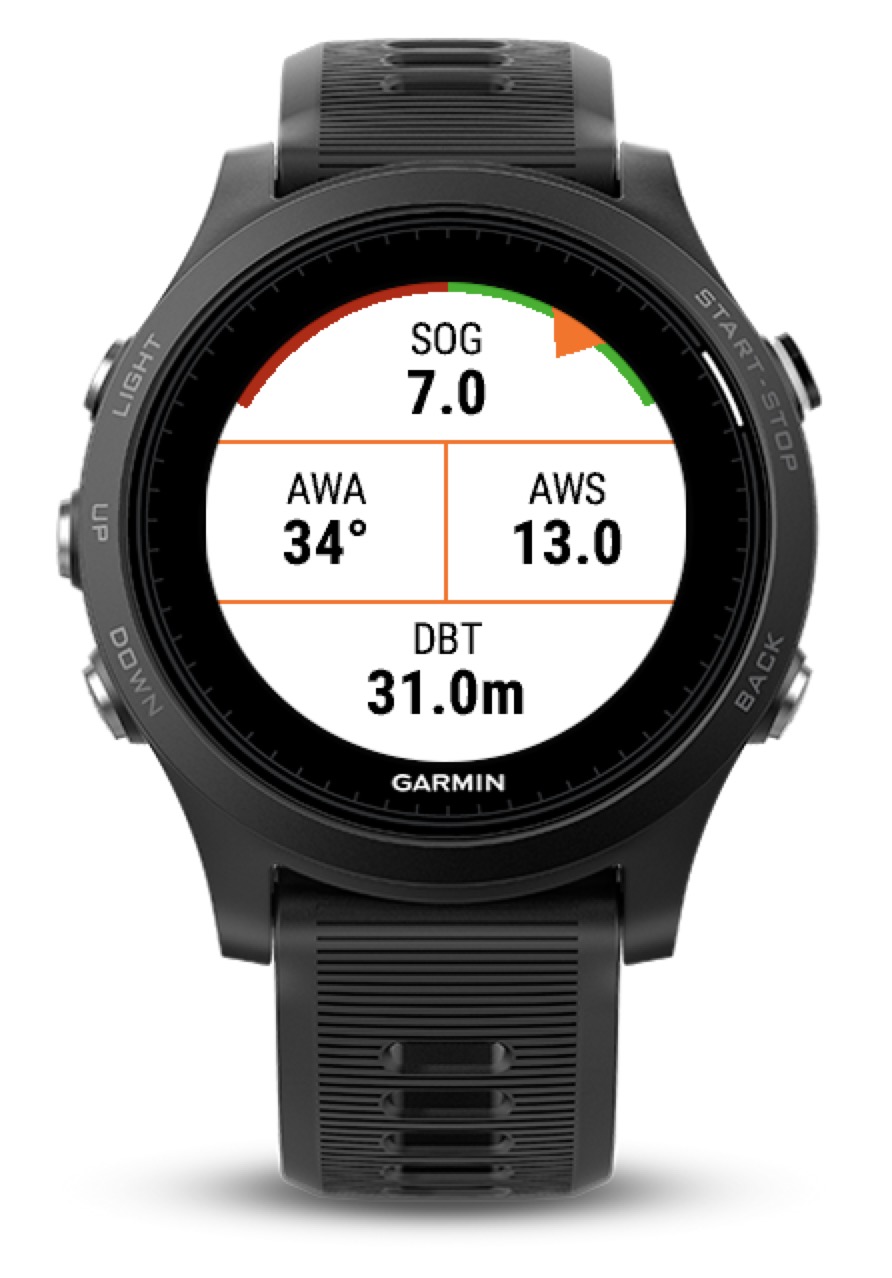 START-STOP
LIGHT
SOG
7.0
UP
AWA
AWS
34°
13.0
DBT
31.0m
DOWN
BACK
GARMIN